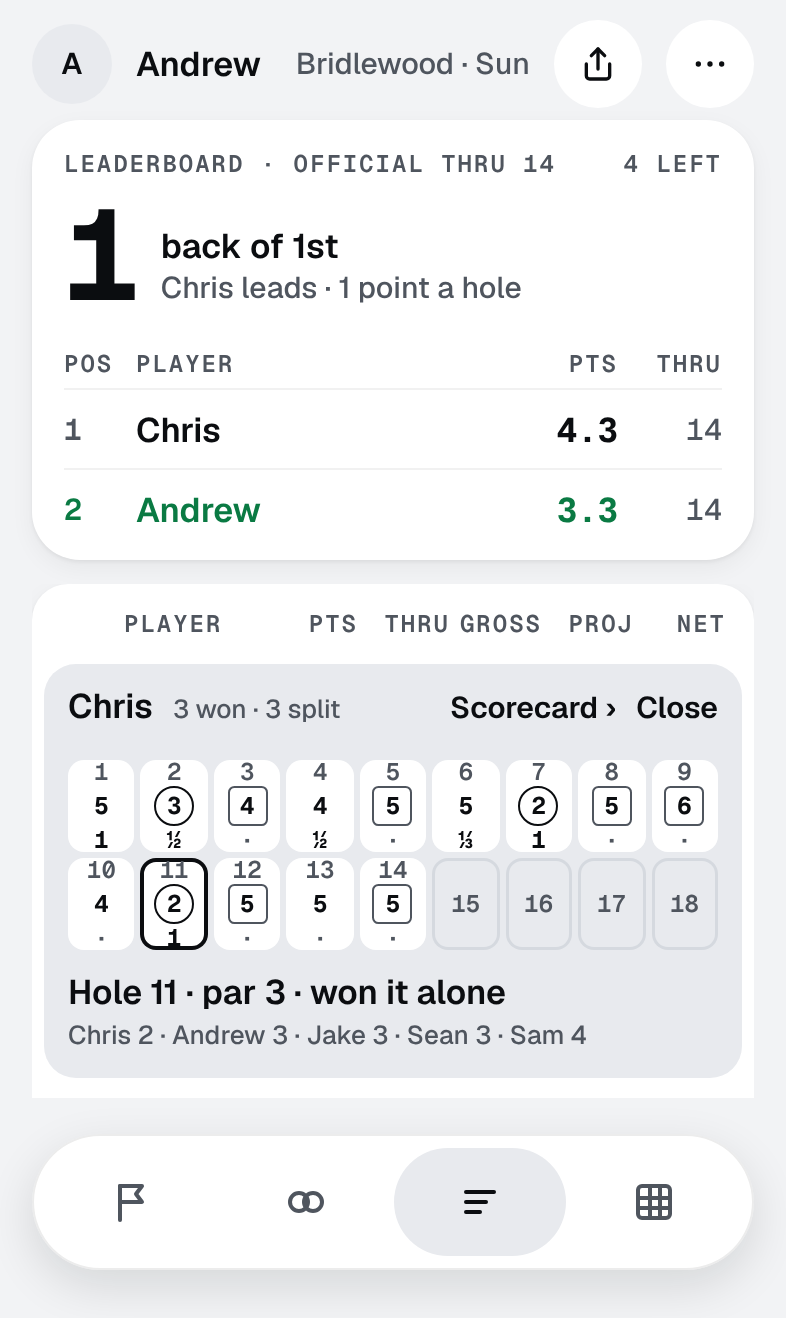 A Andrew Bridlewood · Sun
LEADERBOARD · OFFICIAL THRU 14 4 LEFT
1 back of 1st
Chris leads · 1 point a hole
POS PLAYER PTS THRU
1 Chris 4.3 14
2 Andrew 3.3 14
PLAYER PTS THRU GROSS PROJ NET
Chris 3 won · 3 split Scorecard › Close
1 2 3 4 5 6 7 8 9
5 3 4 4 5 5 2 5 6
1 ½ · ½ · ⅓ 1 · ·
10 11 12 13 14 15 16 17 18
4 2 5 5 5
· 1 · · ·
Hole 11 · par 3 · won it alone
Chris 2 · Andrew 3 · Jake 3 · Sean 3 · Sam 4